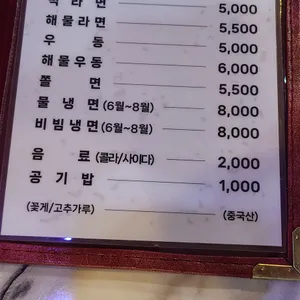 라 면 5,000
해물라면 5,500
우 동 5,000
해물우동 6,000
쫄 면 5,500
물 냉 면 (6월~8월) 8,000
비빔냉면 (6월~8월) 8,000
음 료 (콜라/사이다) 2,000
공 기 밥 1,000
(꽃게/고추가루) (중국산)